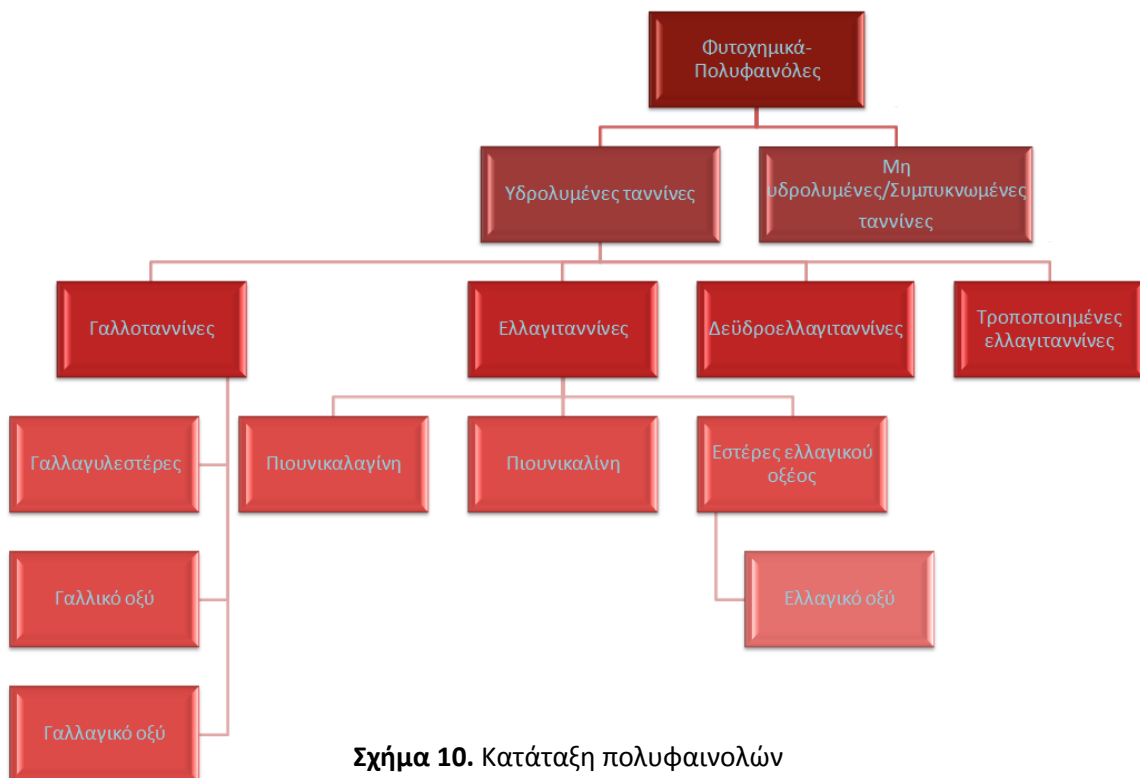 Φυτοχημικά-
Πολυφαινόλες
Υδρολυμένες ταννίνες
Μη
υδρολυμένες/Συμπυκνωμένες
ταννίνες
Γαλλοταννίνες
Ελλαγιταννίνες
Δεϋδροελλαγιταννίνες
Τροποποιημένες
ελλαγιταννίνες
Γαλλαγυλεστέρες
Πιουνικαλαγίνη
Πιουνικαλίνη
Εστέρες ελλαγικού
οξέος
Γαλλικό οξύ
Ελλαγικό οξύ
Γαλλαγικό οξύ
Σχήμα 10. Κατάταξη πολυφαινολών